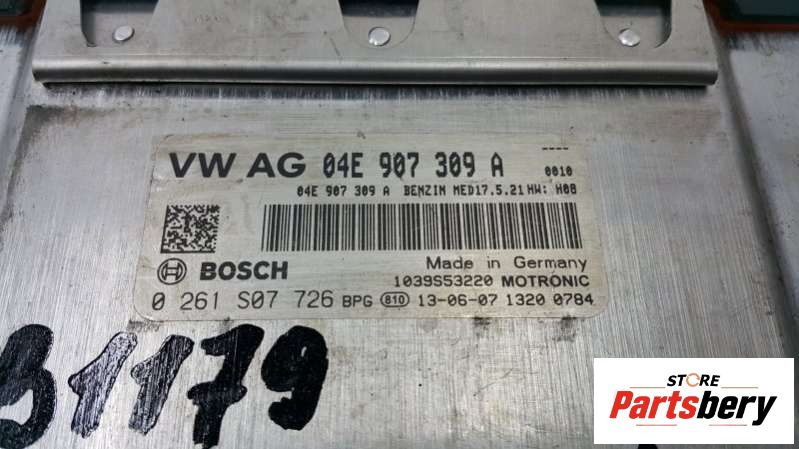 VW AG 04E 907 309 A
----
0010
04E 907 309 A BENZIN MED17.5.21 HW: H08
BOSCH
Made in Germany
1039S53220 MOTRONIC
0 261 S07 726 BPG 810 13-06-07 1320 0784
B1179
STORE
Partsbery